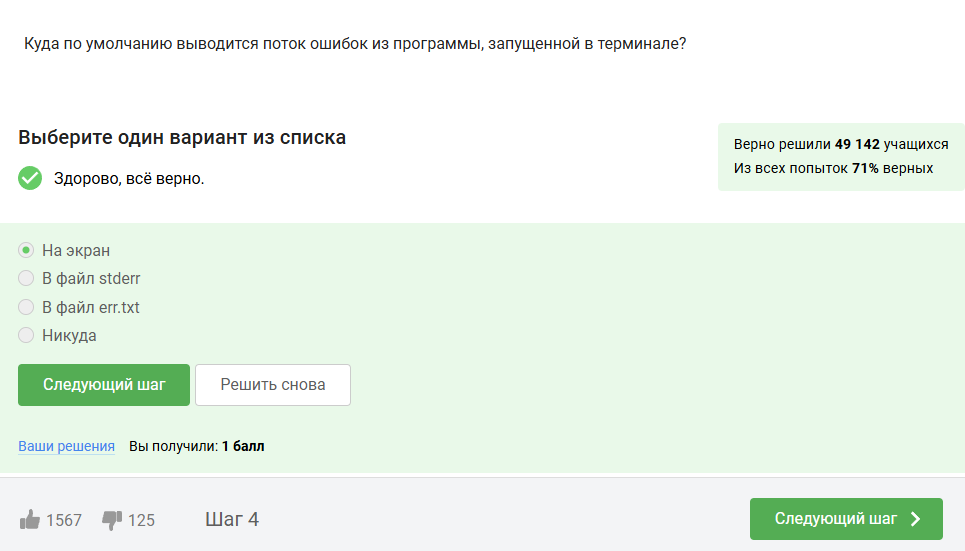 Куда по умолчанию выводится поток ошибок из программы, запущенной в терминале?
Выберите один вариант из списка
Верно решили 49 142 учащихся
Из всех попыток 71% верных
Здорово, всё верно.
На экран
В файл stderr
В файл err.txt
Никуда
Следующий шаг
Решить снова
Ваши решения Вы получили: 1 балл
1567 125 Шаг 4 Следующий шаг